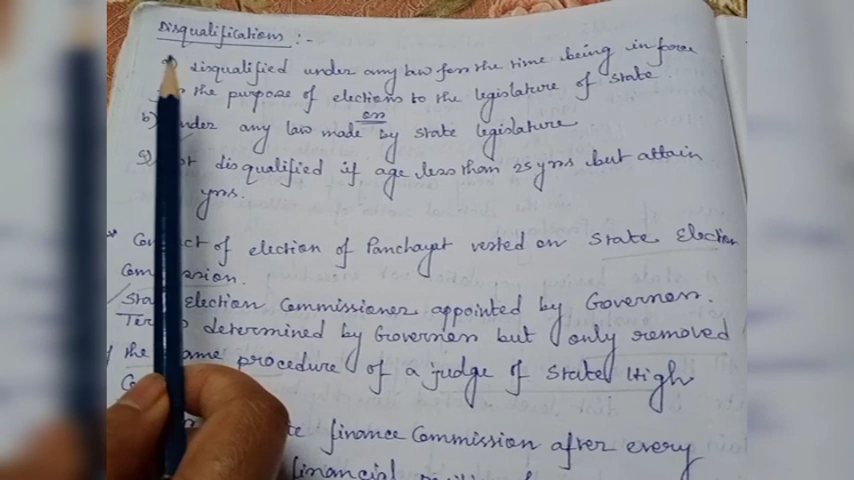 Disqualifications :-
disqualified under any law for the time being in force
the purpose of elections to the legislature of state
or
b) under any law made by state legislature
c) not disqualified if age less than 25 yrs but attain
yrs.
Conduct of election of Panchayat vested on State Election
Commission.
State Election Commissioner appointed by Governor.
Term determined by Governor but only removed
the same procedure of a judge of State High
finance Commission after every
financial